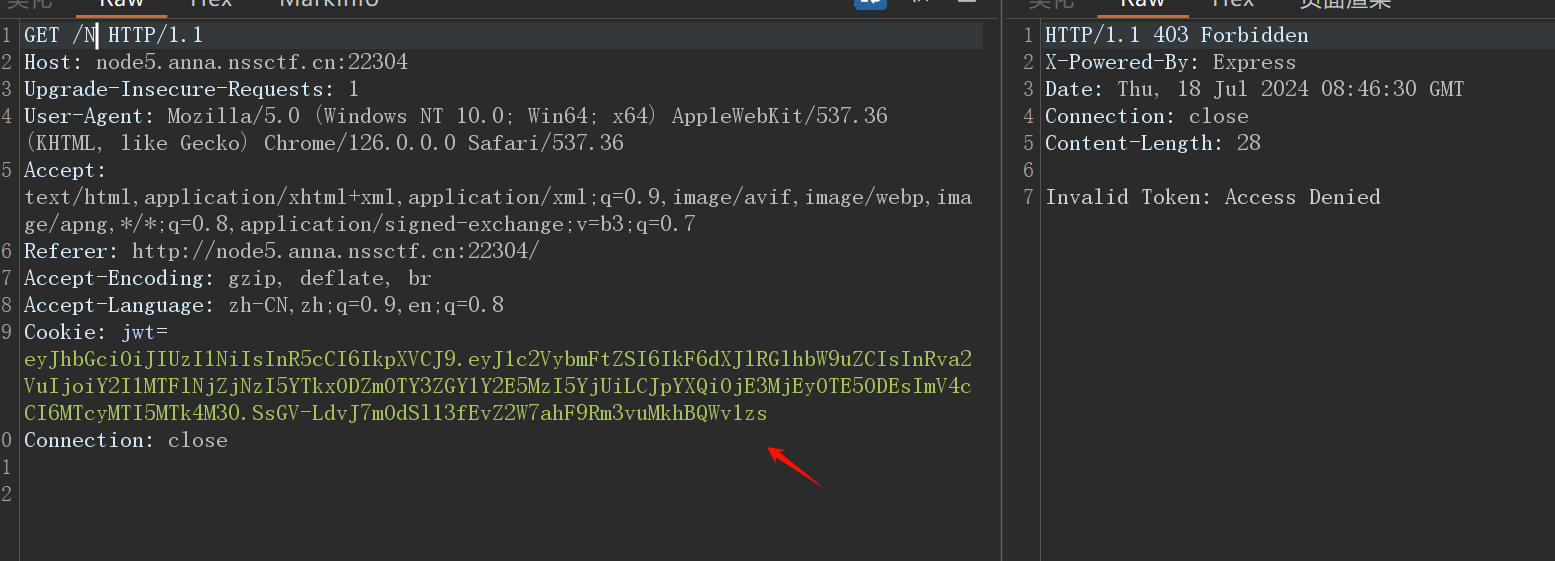 美化 Raw Hex MarkInfo
1 GET /N HTTP/1.1
2 Host: node5.anna.nssctf.cn:22304
3 Upgrade-Insecure-Requests: 1
4 User-Agent: Mozilla/5.0 (Windows NT 10.0; Win64; x64) AppleWebKit/537.36
(KHTML, like Gecko) Chrome/126.0.0.0 Safari/537.36
5 Accept:
text/html,application/xhtml+xml,application/xml;q=0.9,image/avif,image/webp,ima
ge/apng,*/*;q=0.8,application/signed-exchange;v=b3;q=0.7
6 Referer: http://node5.anna.nssctf.cn:22304/
7 Accept-Encoding: gzip, deflate, br
8 Accept-Language: zh-CN,zh;q=0.9,en;q=0.8
9 Cookie: jwt=
eyJhbGciOiJIUzI1NiIsInR5cCI6IkpXVCJ9.eyJ1c2VybmFtZSI6IkF6dXJlRGlhbW9uZCIsInRva2
VuIjoiY2I1MTFlNjZjNzI5YTkxODZmOTY3ZGY1Y2E5MzI5YjUiLCJpYXQiOjE3MjEyOTE5ODEsImV4c
CI6MTcyMTI5MTk4M30.SsGV-LdvJ7mOdSl13fEvZ2W7ahF9Rm3vuMkhBQWv1zs
0 Connection: close
1
2
美化 Raw Hex 页面渲染
1 HTTP/1.1 403 Forbidden
2 X-Powered-By: Express
3 Date: Thu, 18 Jul 2024 08:46:30 GMT
4 Connection: close
5 Content-Length: 28
6
7 Invalid Token: Access Denied